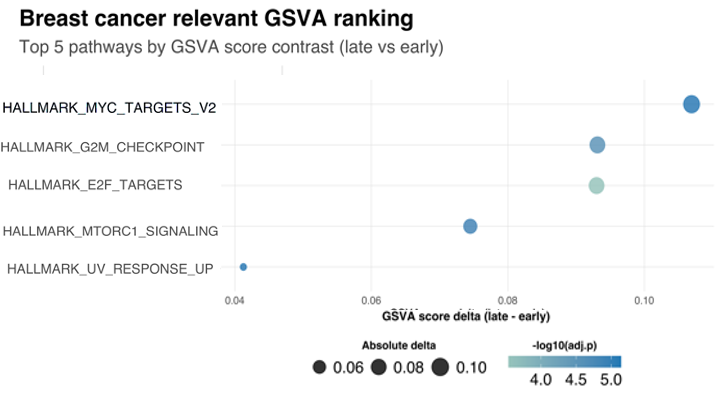 Breast cancer relevant GSVA ranking
Top 5 pathways by GSVA score contrast (late vs early)
HALLMARK_MYC_TARGETS_V2
HALLMARK_G2M_CHECKPOINT
HALLMARK_E2F_TARGETS
HALLMARK_MTORC1_SIGNALING
HALLMARK_UV_RESPONSE_UP
0.04 0.06 0.08 0.10
GSVA score delta (late - early)
Absolute delta
0.06 0.08 0.10
-log10(adj.p)
4.0 4.5 5.0